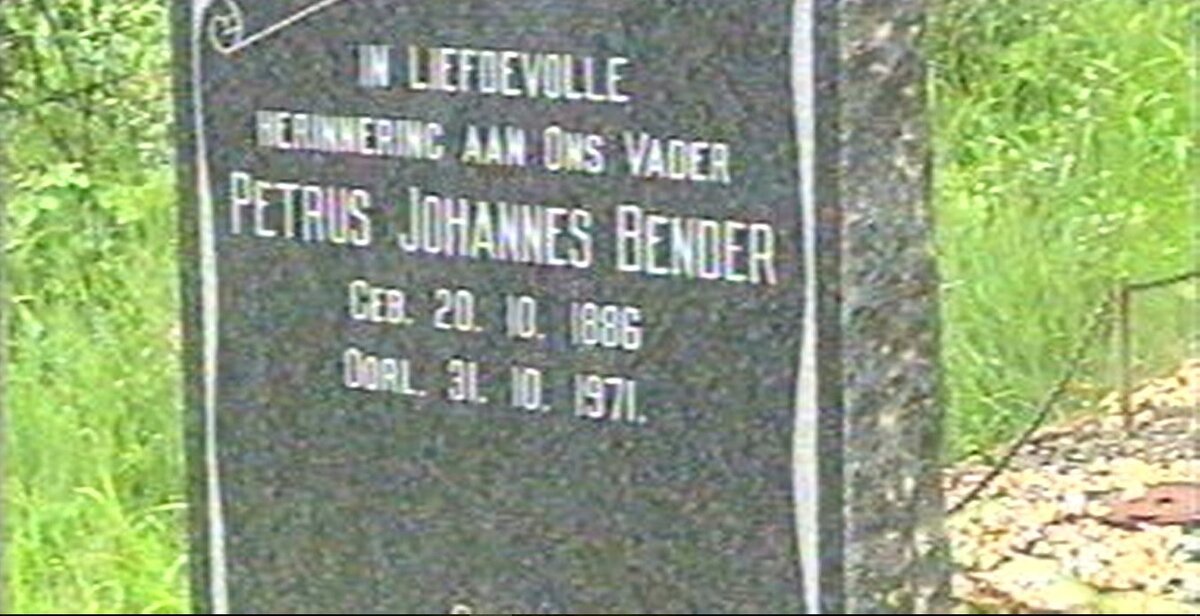 IN LIEFDEVOLLE
HERINNERING AAN ONS VADER
PETRUS JOHANNES BENDER
GEB. 20. 10. 1886
OORL. 31. 10. 1971.